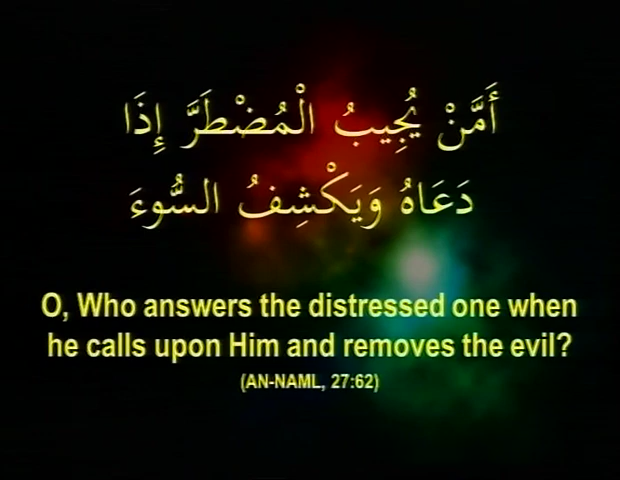 أَمَّنْ يُجِيبُ الْمُضْطَرَّ إِذَا
دَعَاهُ وَيَكْشِفُ السُّوءَ
O, Who answers the distressed one when
he calls upon Him and removes the evil?
(AN-NAML, 27:62)